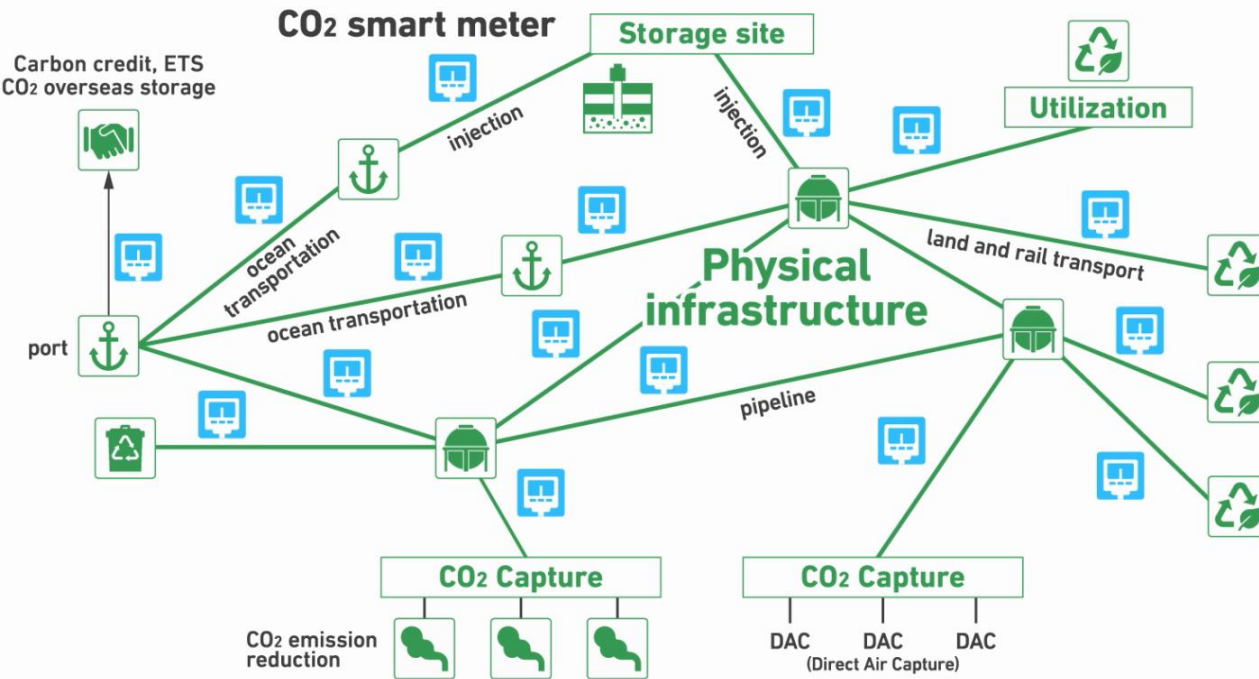 CO2 smart meter
Storage site
Carbon credit, ETS
CO2 overseas storage
injection
injection
Utilization
ocean
transportation
ocean transportation
land and rail transport
Physical
infrastructure
port
pipeline
CO2 Capture
CO2 Capture
CO2 emission
reduction
DAC
DAC
DAC
(Direct Air Capture)